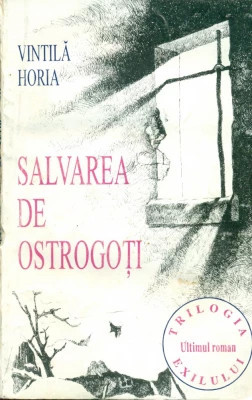 VINTILĂ
HORIA
SALVAREA
DE
OSTROGOȚI
TRILOGIA
Ultimul roman
EXILULUI